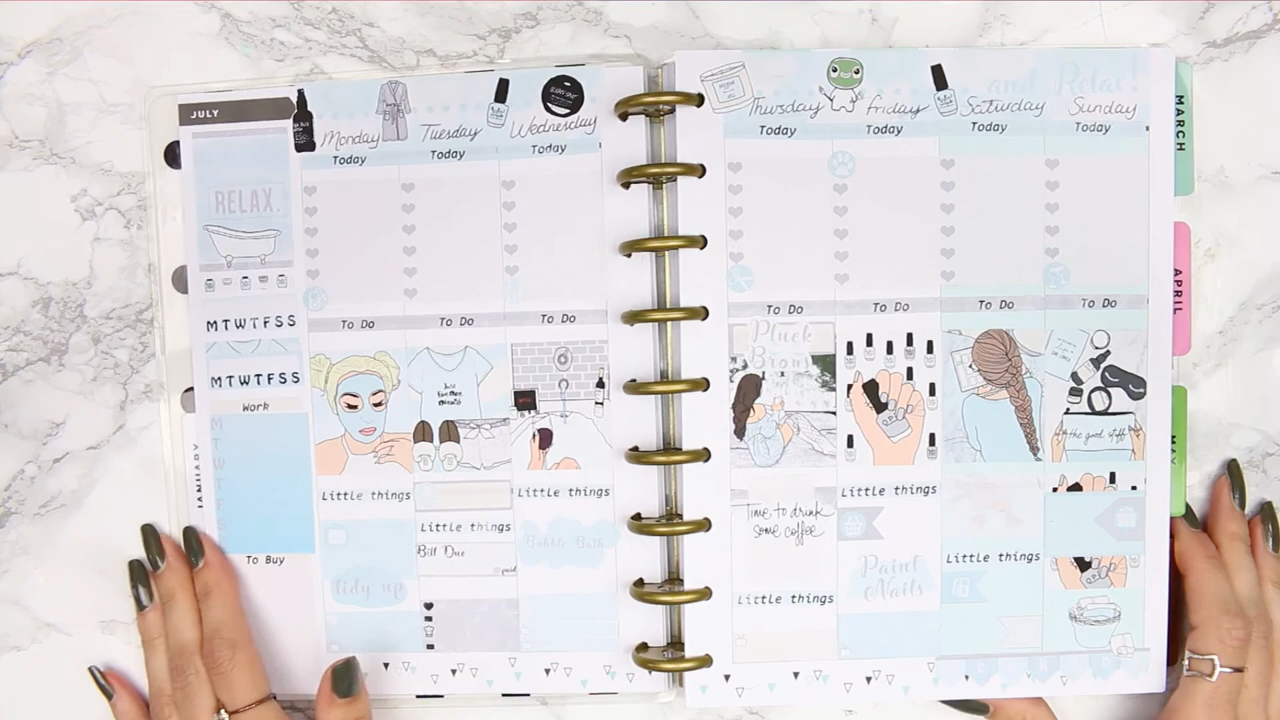 JULY
RELAX.
MTWTFSS
MTWTFSS
Work
M
T
W
T
F
S
S
To Buy
JANUARY
Monday
Tuesday
Wednesday
Today
Today
Today
To Do
To Do
To Do
Just
Little things
Tidy up
Little things
Bill Due
paid
Little things
Bubble Bath
and Relax!
Thursday
Friday
Saturday
Sunday
Today
Today
Today
Today
To Do
To Do
To Do
To Do
Pluck
Brows
the good stuff
Time to drink
some coffee
Little things
Little things
Paint
Nails
Little things
MARCH
APRIL
MAY